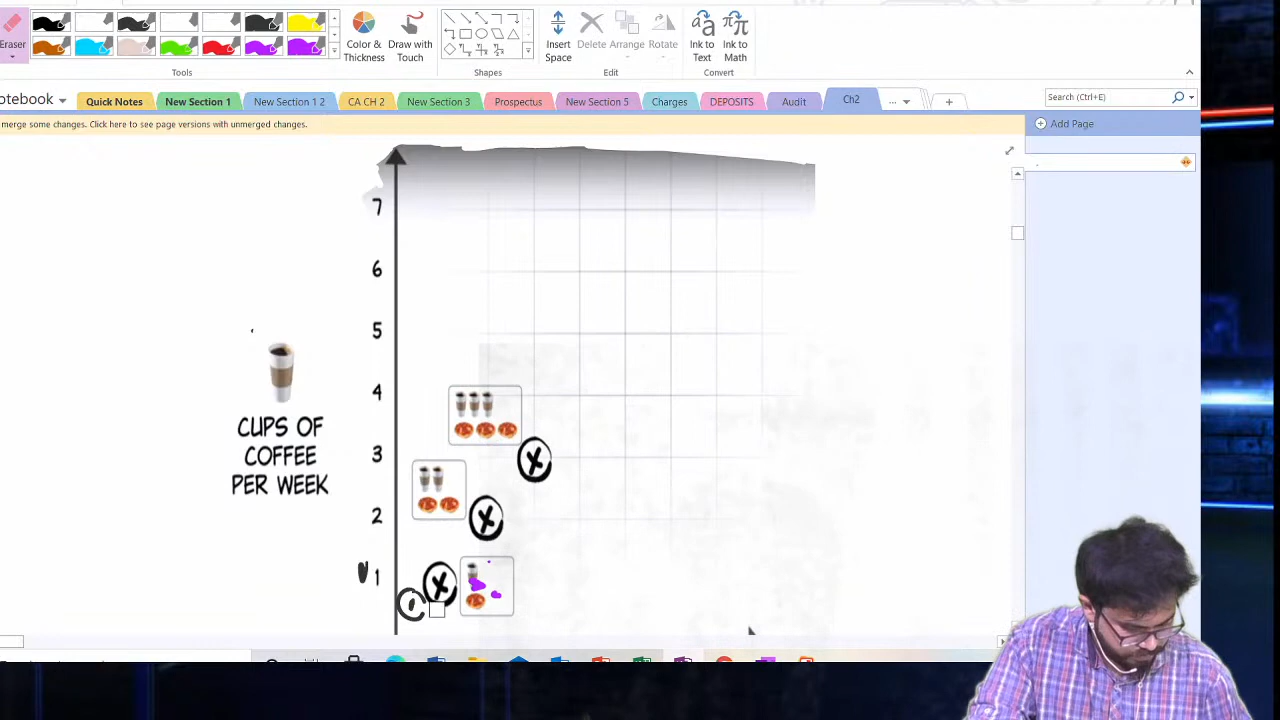 Eraser
Tools
Color &
Thickness
Draw with
Touch
Shapes
Insert
Space
Delete
Arrange
Rotate
Edit
Ink to
Text
Ink to
Math
Convert
Quick Notes
New Section 1
New Section 1 2
CA CH 2
New Section 3
Prospectus
New Section 5
Charges
DEPOSITS
Audit
Ch2
...
+
Search (Ctrl+E)
merge some changes. Click here to see page versions with unmerged changes.
Add Page
7
6
5
4
3
2
1
CUPS OF
COFFEE
PER WEEK